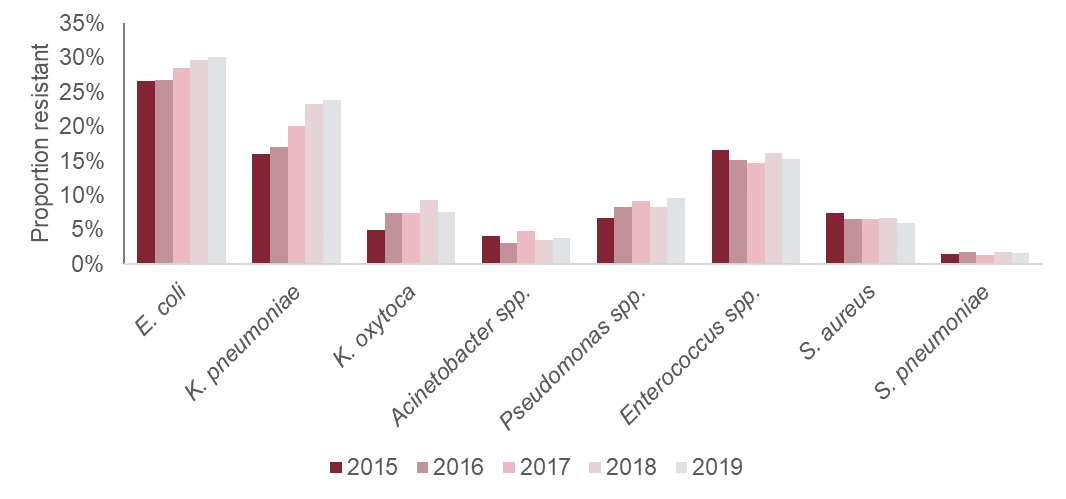 Proportion resistant
35%
30%
25%
20%
15%
10%
5%
0%
E. coli
K. pneumoniae
K. oxytoca
Acinetobacter spp.
Pseudomonas spp.
Enterococcus spp.
S. aureus
S. pneumoniae
2015 2016 2017 2018 2019